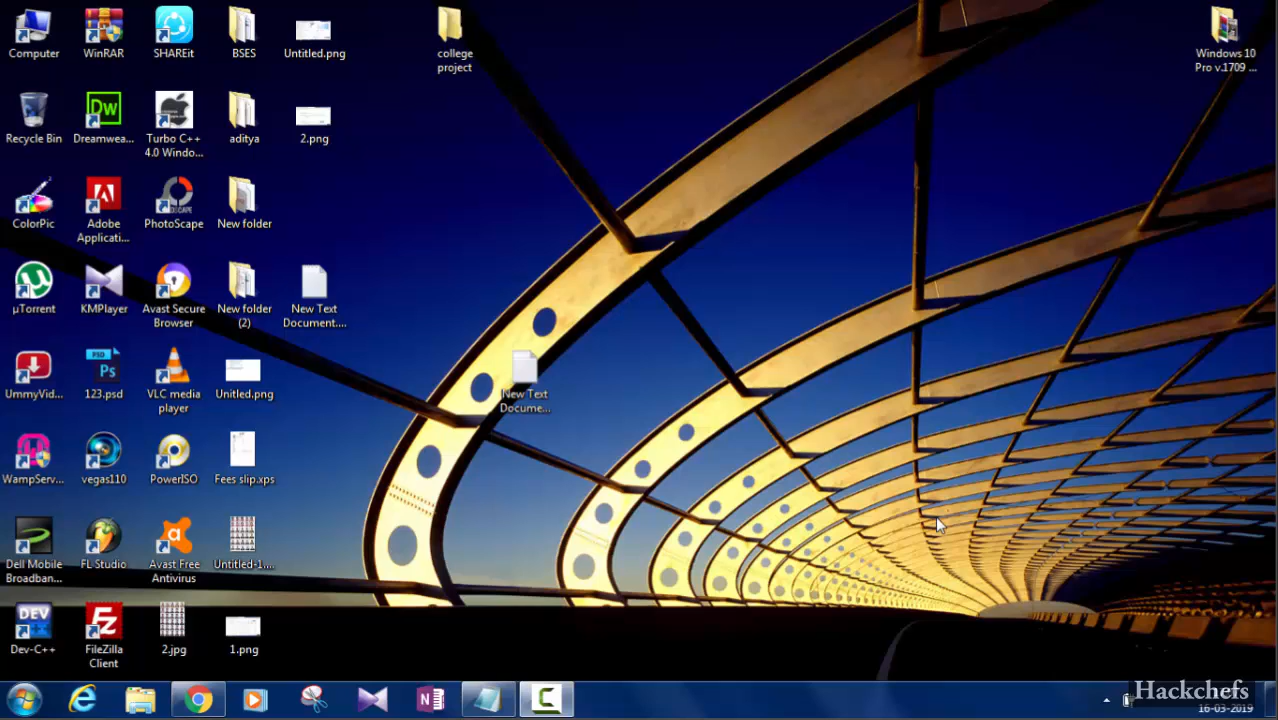 Computer
WinRAR
SHAREit
BSES
Untitled.png
college
project
Windows 10
Pro v.1709 ...
Recycle Bin
Dw
Dreamwea...
Turbo C++
4.0 Windo...
aditya
2.png
ColorPic
Adobe
Applicati...
PhotoScape
New folder
µTorrent
KMPlayer
Avast Secure
Browser
New folder
(2)
New Text
Document....
UmmyVid...
PSD
Ps
123.psd
VLC media
player
Unitled.png
New Text
Docume...
WampServ...
vegas110
PowerISO
Fees slip.xps
Dell Mobile
Broadban...
FL Studio
Avast Free
Antivirus
Untitled-1....
DEV
Dev-C++
FileZilla
Client
2.jpg
1.png
Hackchefs
16-03-2019